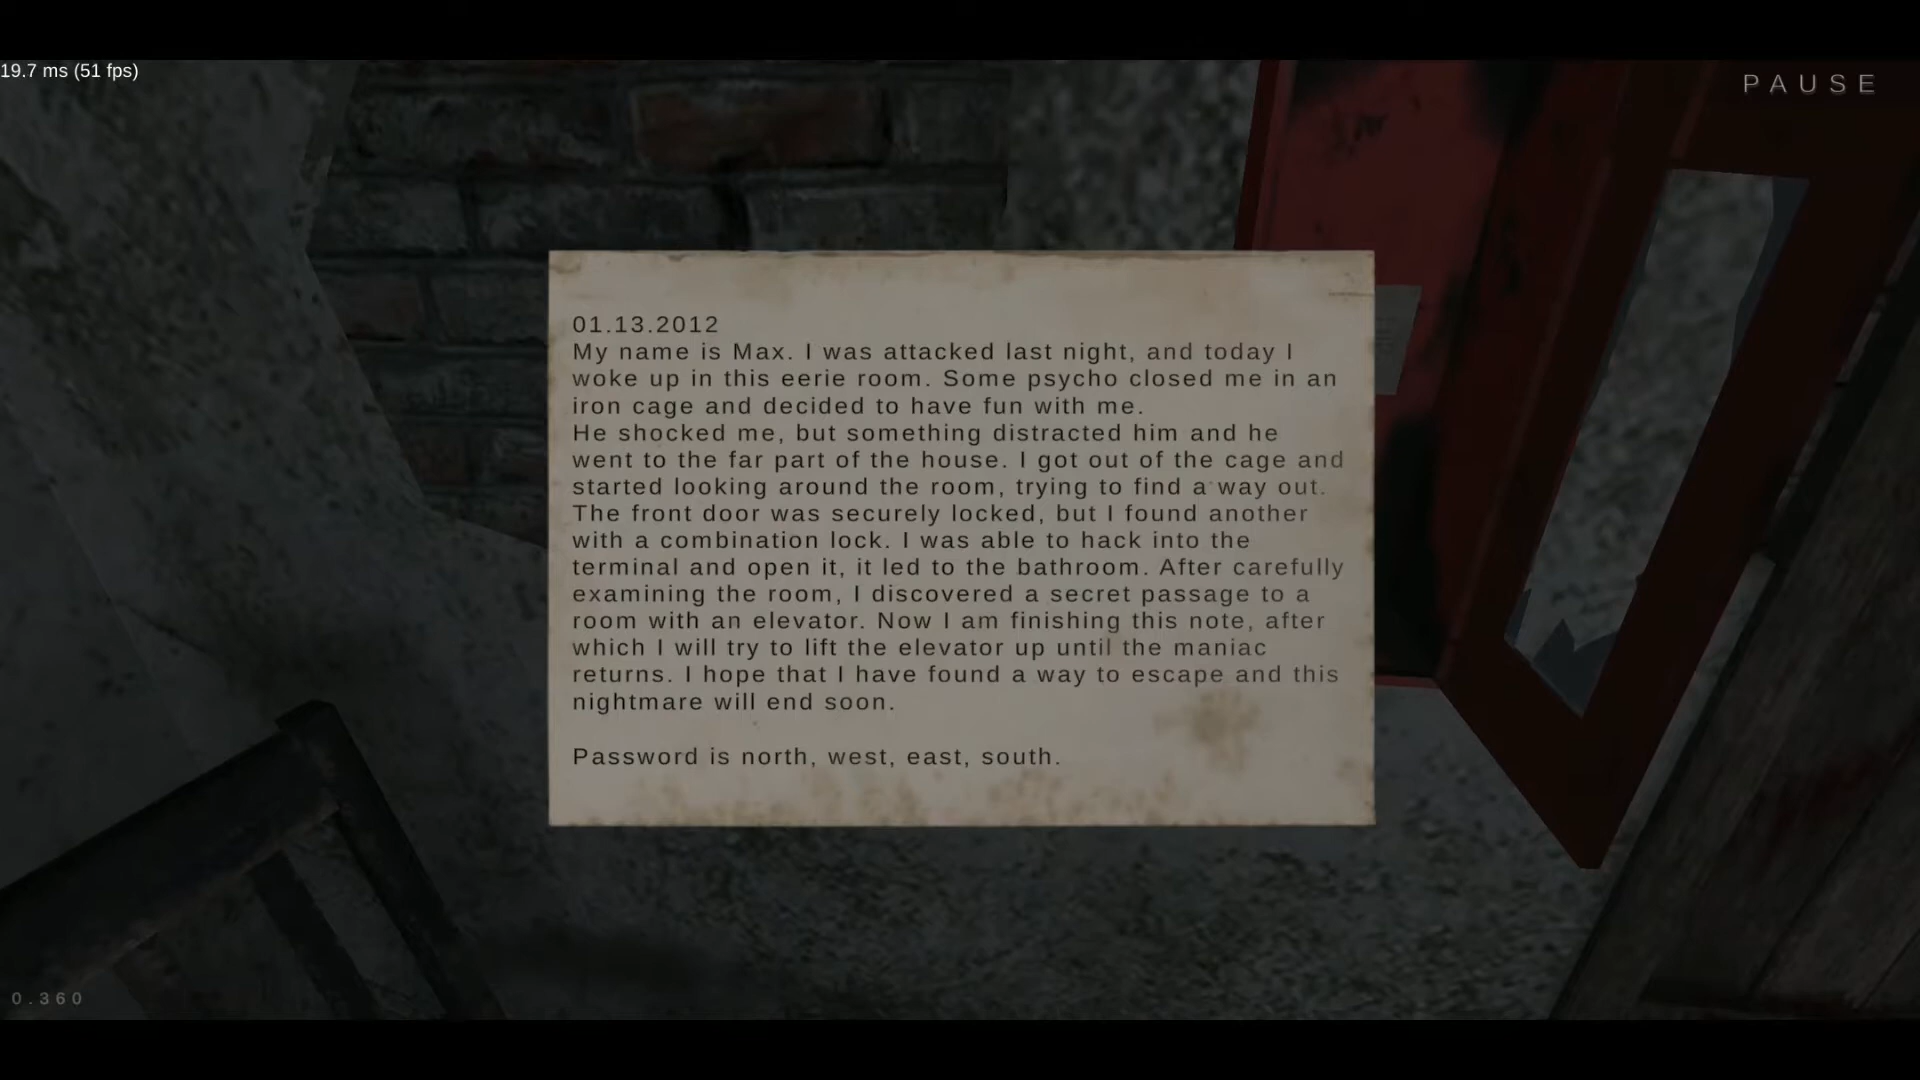 19.7 ms (51 fps)
PAUSE
01.13.2012
My name is Max. I was attacked last night, and today I
woke up in this eerie room. Some psycho closed me in an
iron cage and decided to have fun with me.
He shocked me, but something distracted him and he
went to the far part of the house. I got out of the cage and
started looking around the room, trying to find a way out.
The front door was securely locked, but I found another
with a combination lock. I was able to hack into the
terminal and open it, it led to the bathroom. After carefully
examining the room, I discovered a secret passage to a
room with an elevator. Now I am finishing this note, after
which I will try to lift the elevator up until the maniac
returns. I hope that I have found a way to escape and this
nightmare will end soon.
Password is north, west, east, south.
0.360